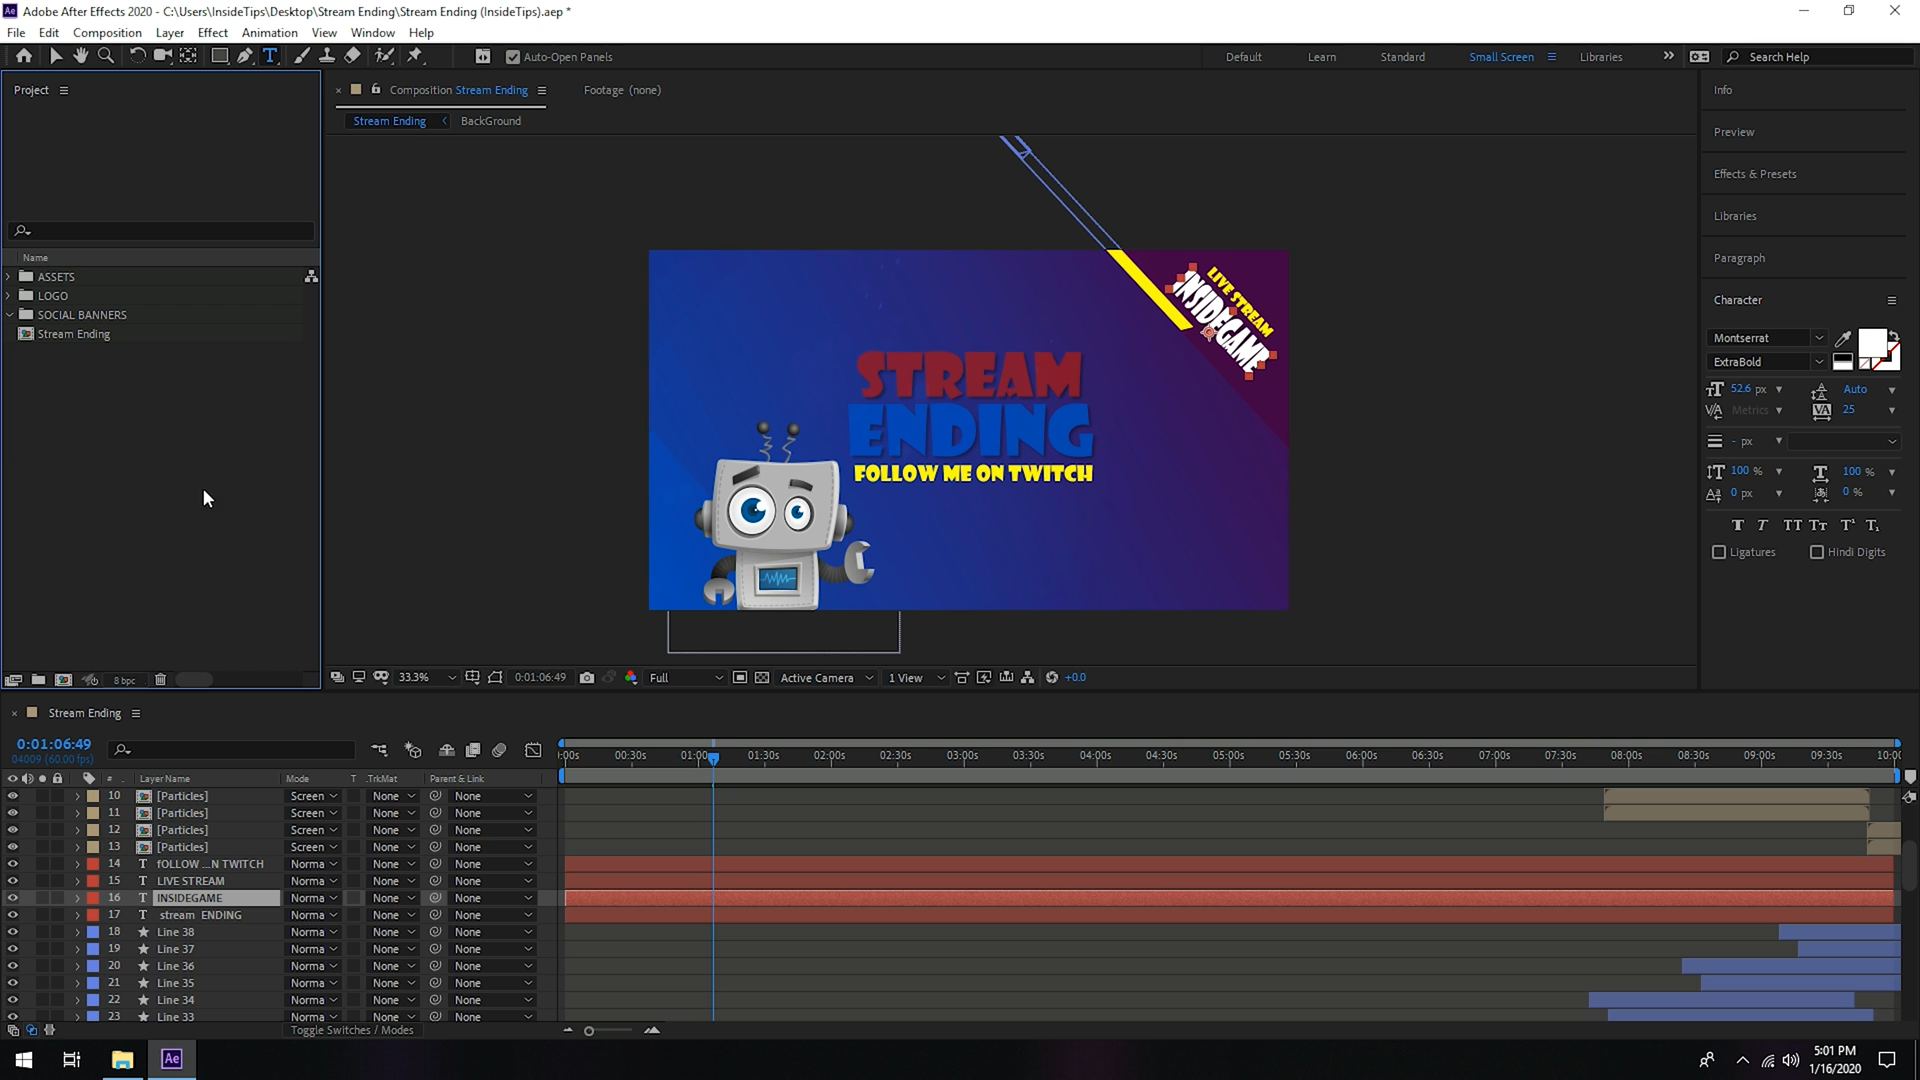 Adobe After Effects 2020 - C:\Users\InsideTips\Desktop\Stream Ending\Stream Ending (InsideTips).aep *
File Edit Composition Layer Effect Animation View Window Help
Auto-Open Panels
Default Learn Standard Small Screen Libraries Search Help
Project
Composition Stream Ending
Footage (none)
Stream Ending BackGround
Name
ASSETS
LOGO
SOCIAL BANNERS
Stream Ending
8 bpc
LIVE STREAM
INSIDEGAME
STREAM
ENDING
FOLLOW ME ON TWITCH
33.3% 0:01:06:49 Full Active Camera 1 View +0.0
Info
Preview
Effects & Presets
Libraries
Paragraph
Character
Montserrat
ExtraBold
52.6 px Auto
Metrics 25
- px
100 % 100 %
0 px 0 %
Ligatures Hindi Digits
Stream Ending
0:01:06:49
04009 (60.00 fps)
:00s 00:30s 01:00s 01:30s 02:00s 02:30s 03:00s 03:30s 04:00s 04:30s 05:00s 05:30s 06:00s 06:30s 07:00s 07:30s 08:00s 08:30s 09:00s 09:30s 10:00
# Layer Name Mode T .TrkMat Parent & Link
10 [Particles] Screen None None
11 [Particles] Screen None None
12 [Particles] Screen None None
13 [Particles] Screen None None
14 T fOLLOW ...N TWITCH Norma None None
15 T LIVE STREAM Norma None None
16 T INSIDEGAME Norma None None
17 T stream ENDING Norma None None
18 Line 38 Norma None None
19 Line 37 Norma None None
20 Line 36 Norma None None
21 Line 35 Norma None None
22 Line 34 Norma None None
23 Line 33 Norma None None
Toggle Switches / Modes
Ae
5:01 PM
1/16/2020